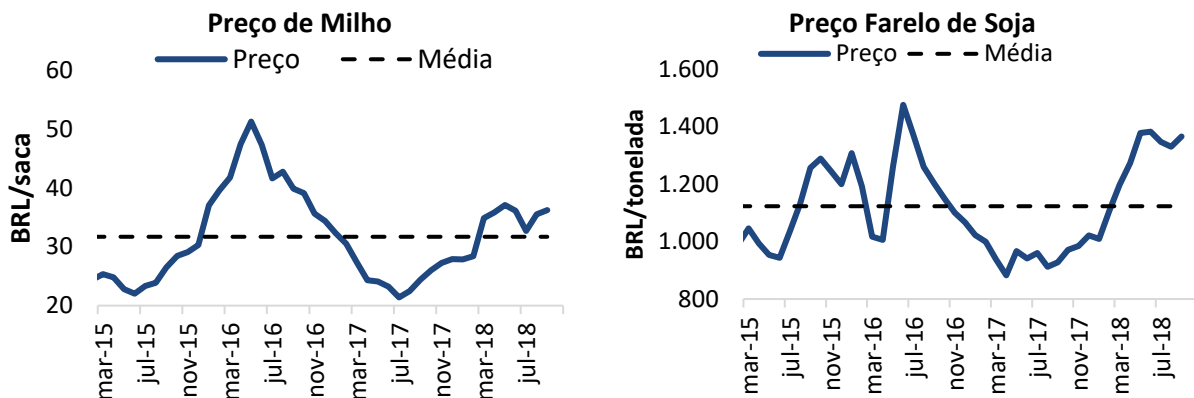 Preço de Milho
Preço Média
BRL/saca
60
50
40
30
20
mar-15
jul-15
nov-15
mar-16
jul-16
nov-16
mar-17
jul-17
nov-17
mar-18
jul-18
Preço Farelo de Soja
Preço Média
BRL/tonelada
1.600
1.400
1.200
1.000
800
mar-15
jul-15
nov-15
mar-16
jul-16
nov-16
mar-17
jul-17
nov-17
mar-18
jul-18